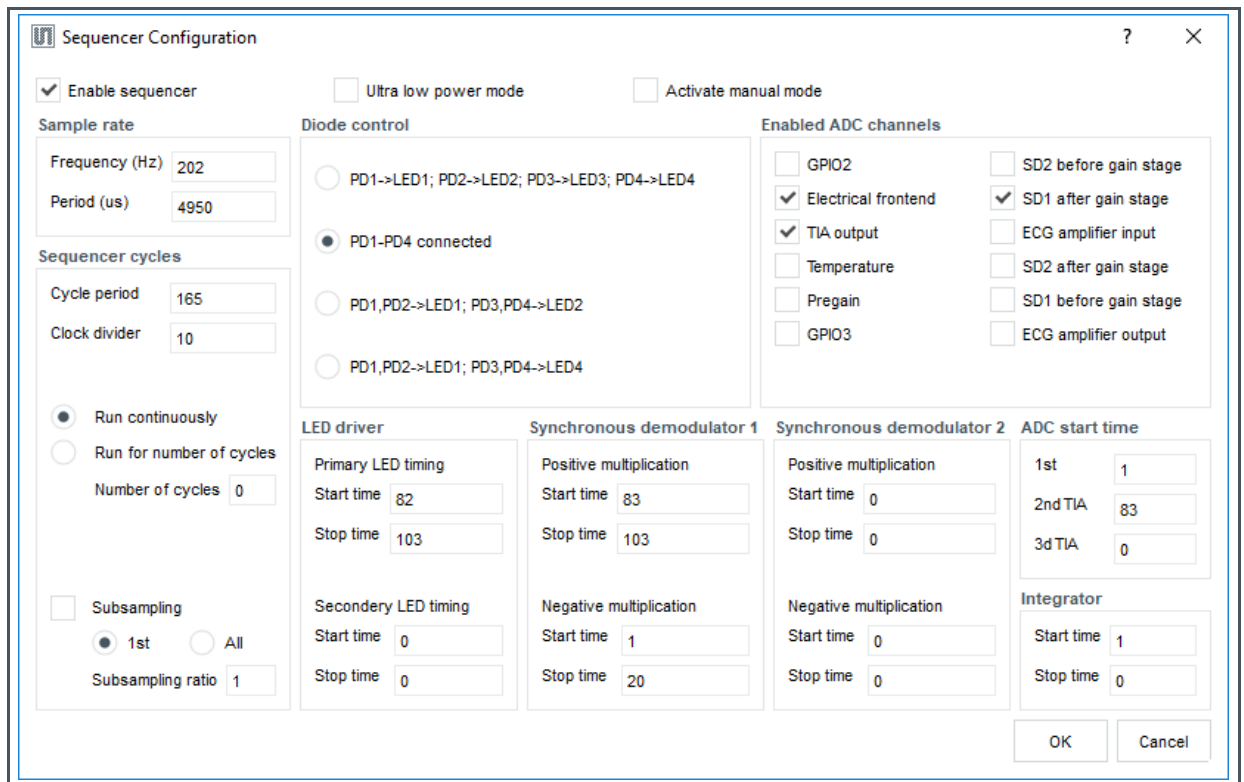 Sequencer Configuration
?
Enable sequencer
Ultra low power mode
Activate manual mode
Sample rate
Frequency (Hz) 202
Period (us) 4950
Sequencer cycles
Cycle period 165
Clock divider 10
Run continuously
Run for number of cycles
Number of cycles 0
Subsampling
1st All
Subsampling ratio 1
Diode control
PD1->LED1; PD2->LED2; PD3->LED3; PD4->LED4
PD1-PD4 connected
PD1,PD2->LED1; PD3,PD4->LED2
PD1,PD2->LED1; PD3,PD4->LED4
Enabled ADC channels
GPIO2
Electrical frontend
TIA output
Temperature
Pregain
GPIO3
SD2 before gain stage
SD1 after gain stage
ECG amplifier input
SD2 after gain stage
SD1 before gain stage
ECG amplifier output
LED driver
Primary LED timing
Start time 82
Stop time 103
Secondery LED timing
Start time 0
Stop time 0
Synchronous demodulator 1
Positive multiplication
Start time 83
Stop time 103
Negative multiplication
Start time 1
Stop time 20
Synchronous demodulator 2
Positive multiplication
Start time 0
Stop time 0
Negative multiplication
Start time 0
Stop time 0
ADC start time
1st 1
2nd TIA 83
3d TIA 0
Integrator
Start time 1
Stop time 0
OK
Cancel